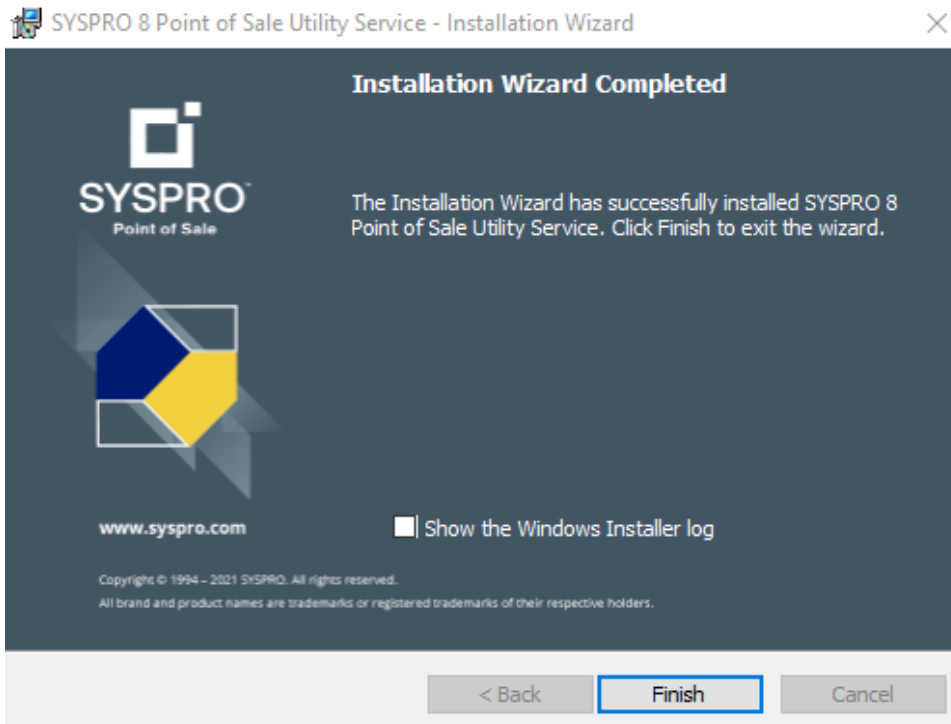 SYSPRO 8 Point of Sale Utility Service - Installation Wizard
Installation Wizard Completed
SYSPRO™
Point of Sale
The Installation Wizard has successfully installed SYSPRO 8
Point of Sale Utility Service. Click Finish to exit the wizard.
www.syspro.com
Show the Windows Installer log
Copyright © 1994 – 2021 SYSPRO. All rights reserved.
All brand and product names are trademarks or registered trademarks of their respective holders.
< Back
Finish
Cancel